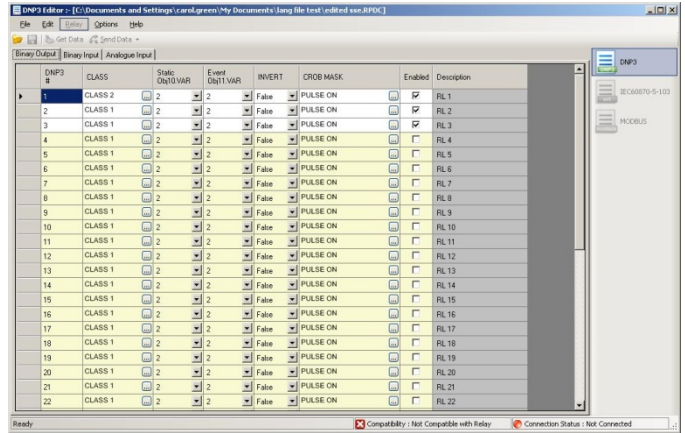 DNP3 Editor :- [C:\Documents and Settings\carol.green\My Documents\lang file test\edited sse.RPDC]
File Edit Relay Options Help
Get Data Send Data
Binary Output Binary Input Analogue Input
DNP3 # CLASS Static Obj10.VAR Event Obj11.VAR INVERT CROB MASK Enabled Description
1 CLASS 2 ... 2 2 False PULSE ON ... RL 1
2 CLASS 1 ... 2 2 False PULSE ON ... RL 2
3 CLASS 1 ... 2 2 False PULSE ON ... RL 3
4 CLASS 1 ... 2 2 False PULSE ON ... RL 4
5 CLASS 1 ... 2 2 False PULSE ON ... RL 5
6 CLASS 1 ... 2 2 False PULSE ON ... RL 6
7 CLASS 1 ... 2 2 False PULSE ON ... RL 7
8 CLASS 1 ... 2 2 False PULSE ON ... RL 8
9 CLASS 1 ... 2 2 False PULSE ON ... RL 9
10 CLASS 1 ... 2 2 False PULSE ON ... RL 10
11 CLASS 1 ... 2 2 False PULSE ON ... RL 11
12 CLASS 1 ... 2 2 False PULSE ON ... RL 12
13 CLASS 1 ... 2 2 False PULSE ON ... RL 13
14 CLASS 1 ... 2 2 False PULSE ON ... RL 14
15 CLASS 1 ... 2 2 False PULSE ON ... RL 15
16 CLASS 1 ... 2 2 False PULSE ON ... RL 16
17 CLASS 1 ... 2 2 False PULSE ON ... RL 17
18 CLASS 1 ... 2 2 False PULSE ON ... RL 18
19 CLASS 1 ... 2 2 False PULSE ON ... RL 19
20 CLASS 1 ... 2 2 False PULSE ON ... RL 20
21 CLASS 1 ... 2 2 False PULSE ON ... RL 21
22 CLASS 1 ... 2 2 False PULSE ON ... RL 22
DNP3
IEC60870-5-103
MODBUS
Ready Compatibility : Not Compatible with Relay Connection Status : Not Connected